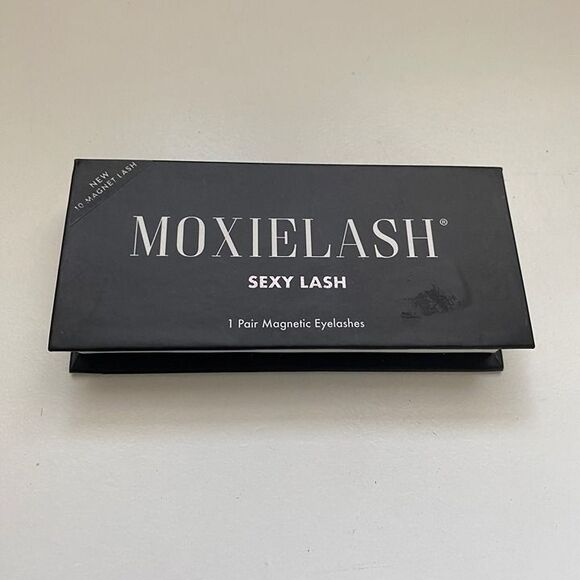 NEW
10 MAGNET LASH
MOXIELASH®
SEXY LASH
1 Pair Magnetic Eyelashes